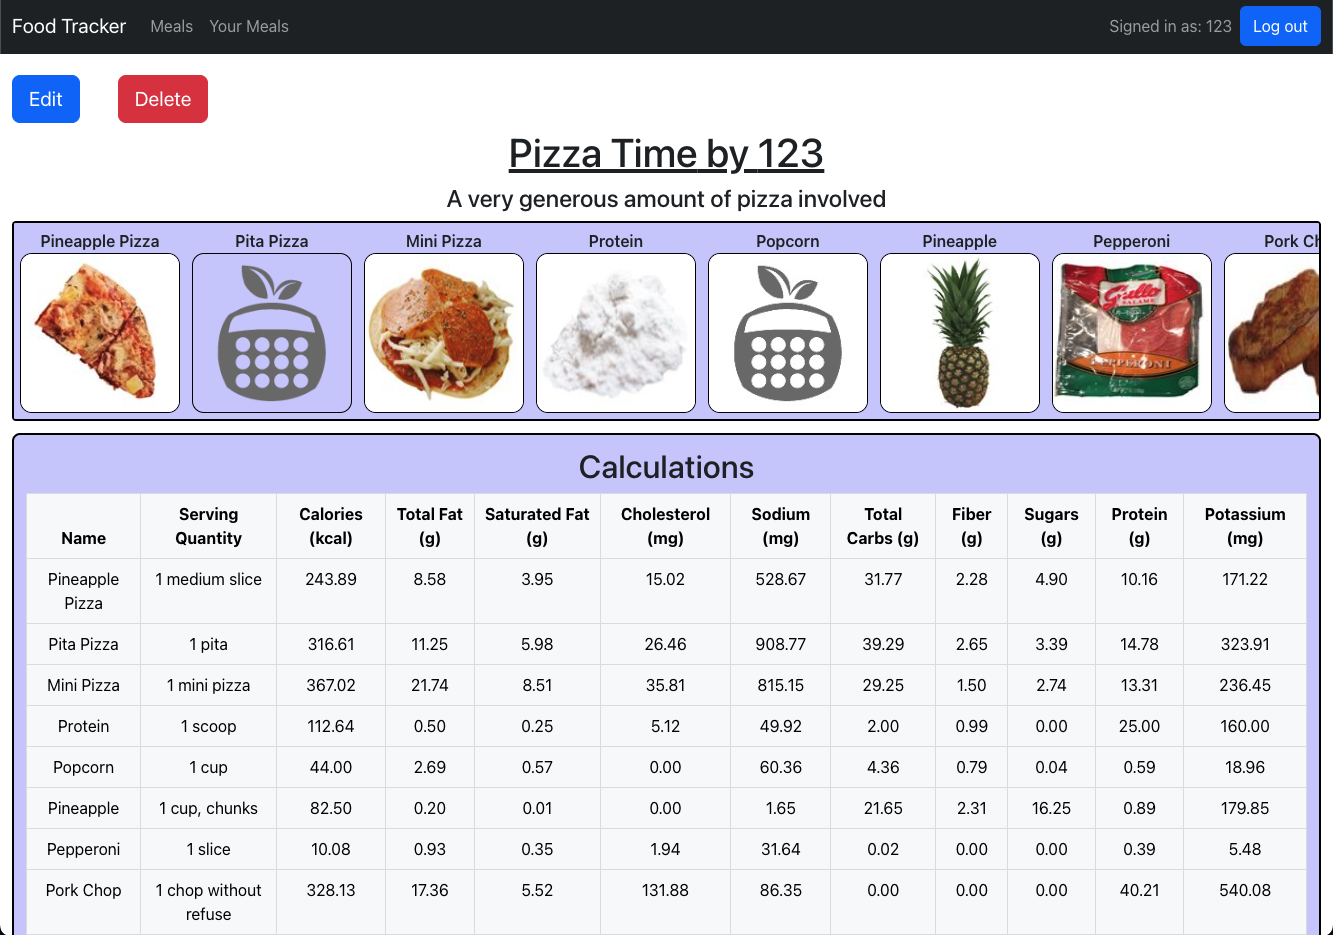 Food Tracker Meals Your Meals Signed in as: 123 Log out
Edit Delete
Pizza Time by 123
A very generous amount of pizza involved
Pineapple Pizza Pita Pizza Mini Pizza Protein Popcorn Pineapple Pepperoni Pork Ch
Gallo
SALAME
PEPPERONI
Calculations
Name Serving Quantity Calories (kcal) Total Fat (g) Saturated Fat (g) Cholesterol (mg) Sodium (mg) Total Carbs (g) Fiber (g) Sugars (g) Protein (g) Potassium (mg)
Pineapple Pizza 1 medium slice 243.89 8.58 3.95 15.02 528.67 31.77 2.28 4.90 10.16 171.22
Pita Pizza 1 pita 316.61 11.25 5.98 26.46 908.77 39.29 2.65 3.39 14.78 323.91
Mini Pizza 1 mini pizza 367.02 21.74 8.51 35.81 815.15 29.25 1.50 2.74 13.31 236.45
Protein 1 scoop 112.64 0.50 0.25 5.12 49.92 2.00 0.99 0.00 25.00 160.00
Popcorn 1 cup 44.00 2.69 0.57 0.00 60.36 4.36 0.79 0.04 0.59 18.96
Pineapple 1 cup, chunks 82.50 0.20 0.01 0.00 1.65 21.65 2.31 16.25 0.89 179.85
Pepperoni 1 slice 10.08 0.93 0.35 1.94 31.64 0.02 0.00 0.00 0.39 5.48
Pork Chop 1 chop without refuse 328.13 17.36 5.52 131.88 86.35 0.00 0.00 0.00 40.21 540.08